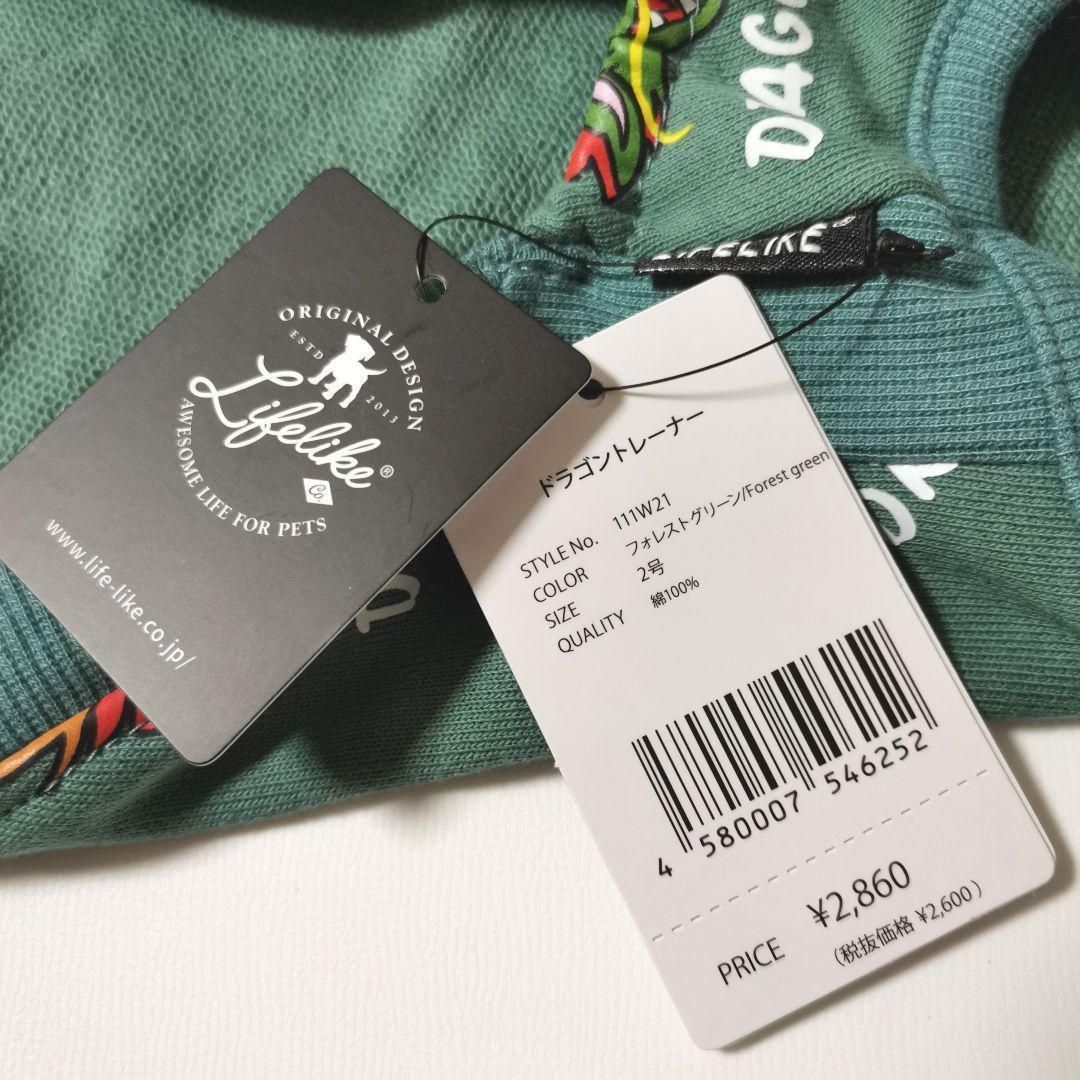 ORIGINAL DESIGN
ESTD 2013
Lifelike®
Co.
AWESOME LIFE FOR PETS
www.life-like.co.jp/
ドラゴントレーナー
STYLE No. 111W21
COLOR フォレストグリーン/Forest green
SIZE 2号
QUALITY 綿100%
4 580007 546252
PRICE ¥2,860
(税抜価格 ¥2,600)